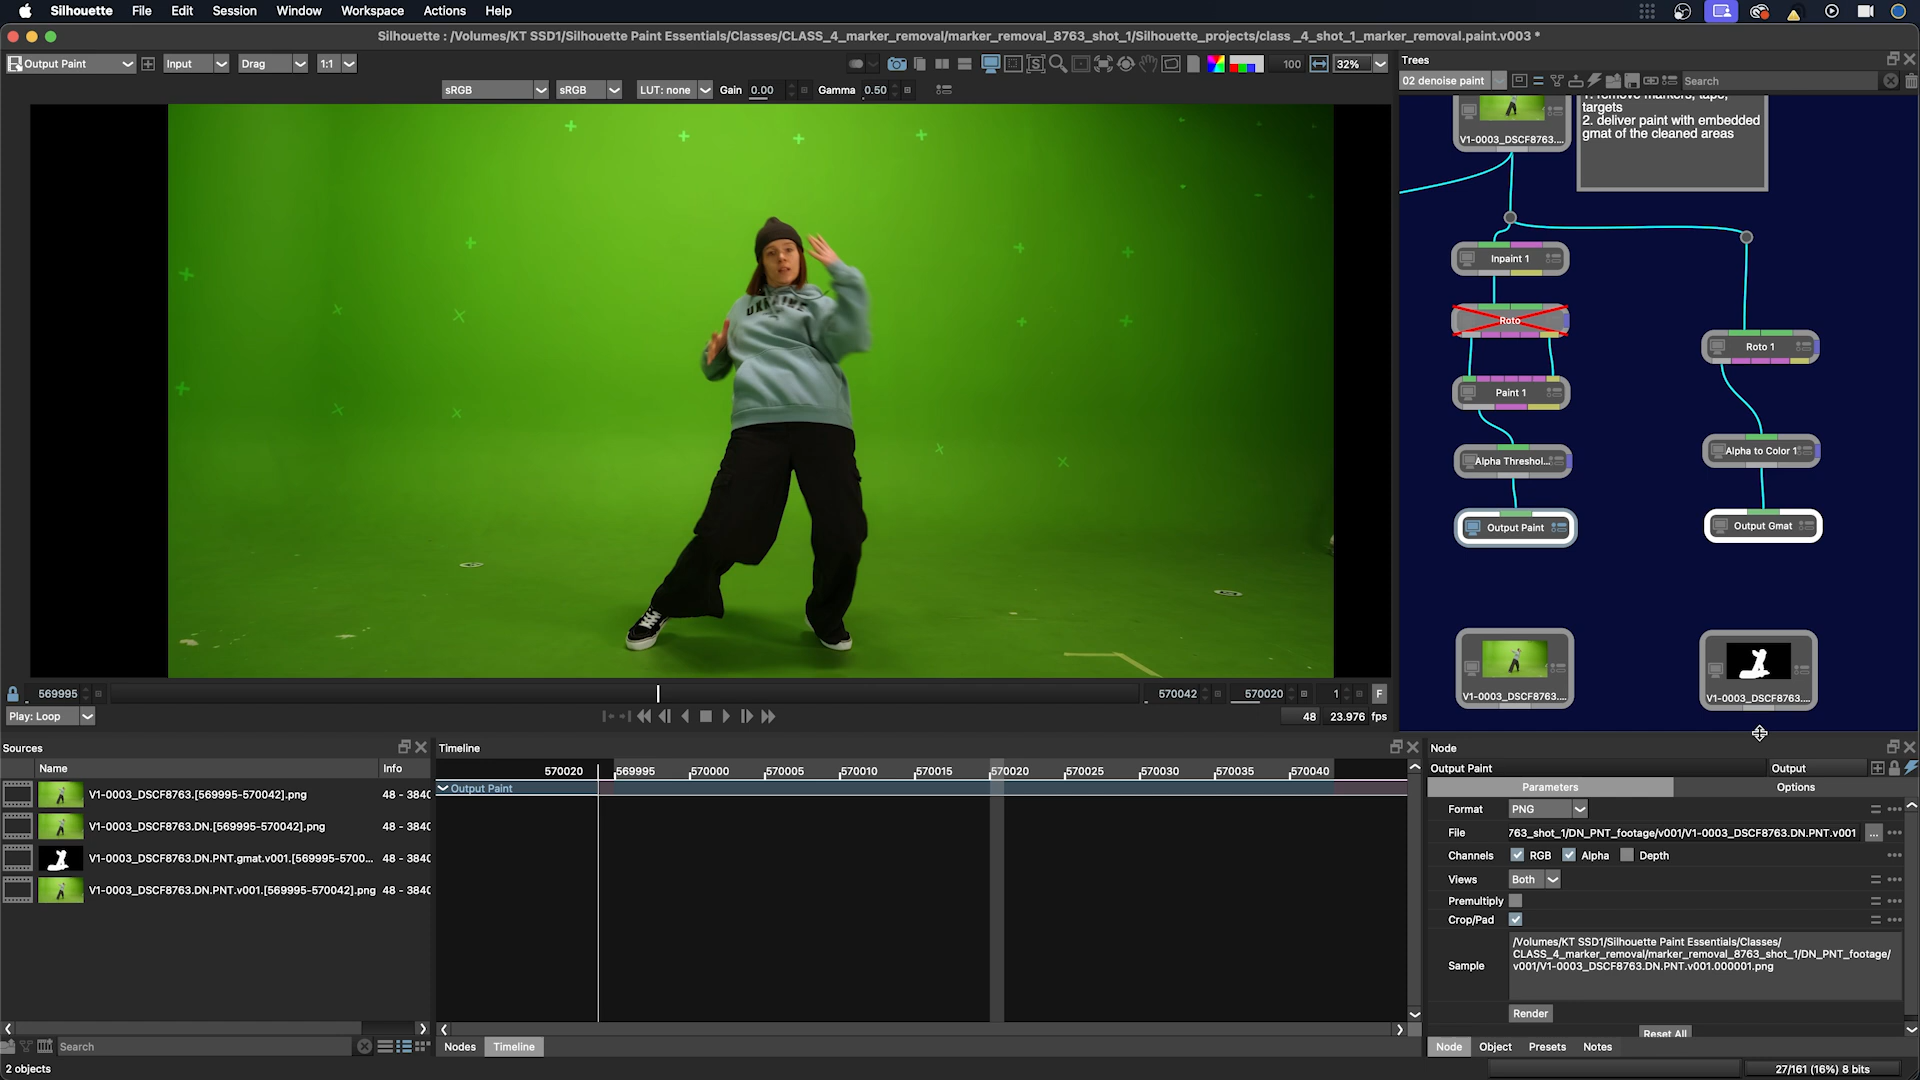 Silhouette File Edit Session Window Workspace Actions Help
Silhouette : /Volumes/KT SSD1/Silhouette Paint Essentials/Classes/CLASS_4_marker_removal/marker_removal_8763_shot_1/Silhouette_projects/class _4_shot_1_marker_removal.paint.v003 *
Output Paint Input Drag 1:1 100 32%
sRGB sRGB LUT: none Gain 0.00 Gamma 0.50
Trees
02 denoise paint Search
1. remove markers, tape,
targets
2. deliver paint with embedded
gmat of the cleaned areas
V1-0003_DSCF8763....
Inpaint 1
Roto
Roto 1
Paint 1
Alpha Threshol...
Alpha to Color 1
Output Paint
Output Gmat
V1-0003_DSCF8763....
V1-0003_DSCF8763....
UKRAINE
569995 570042 570020 1 F
Play: Loop 48 23.976 fps
Sources
Name Info
V1-0003_DSCF8763.[569995-570042].png 48 - 3840
V1-0003_DSCF8763.DN.[569995-570042].png 48 - 3840
V1-0003_DSCF8763.DN.PNT.gmat.v001.[569995-5700... 48 - 3840
V1-0003_DSCF8763.DN.PNT.v001.[569995-570042].png 48 - 3840
Search
2 objects
Timeline
570020 569995 570000 570005 570010 570015 570020 570025 570030 570035 570040
Output Paint
Nodes Timeline
Node
Output Paint Output
Parameters Options
Format PNG
File 763_shot_1/DN_PNT_footage/v001/V1-0003_DSCF8763.DN.PNT.v001 ...
Channels RGB Alpha Depth
Views Both
Premultiply
Crop/Pad
Sample
/Volumes/KT SSD1/Silhouette Paint Essentials/Classes/
CLASS_4_marker_removal/marker_removal_8763_shot_1/DN_PNT_footage/
v001/V1-0003_DSCF8763.DN.PNT.v001.000001.png
Render
Reset All
Node Object Presets Notes
27/161 (16%) 8 bits